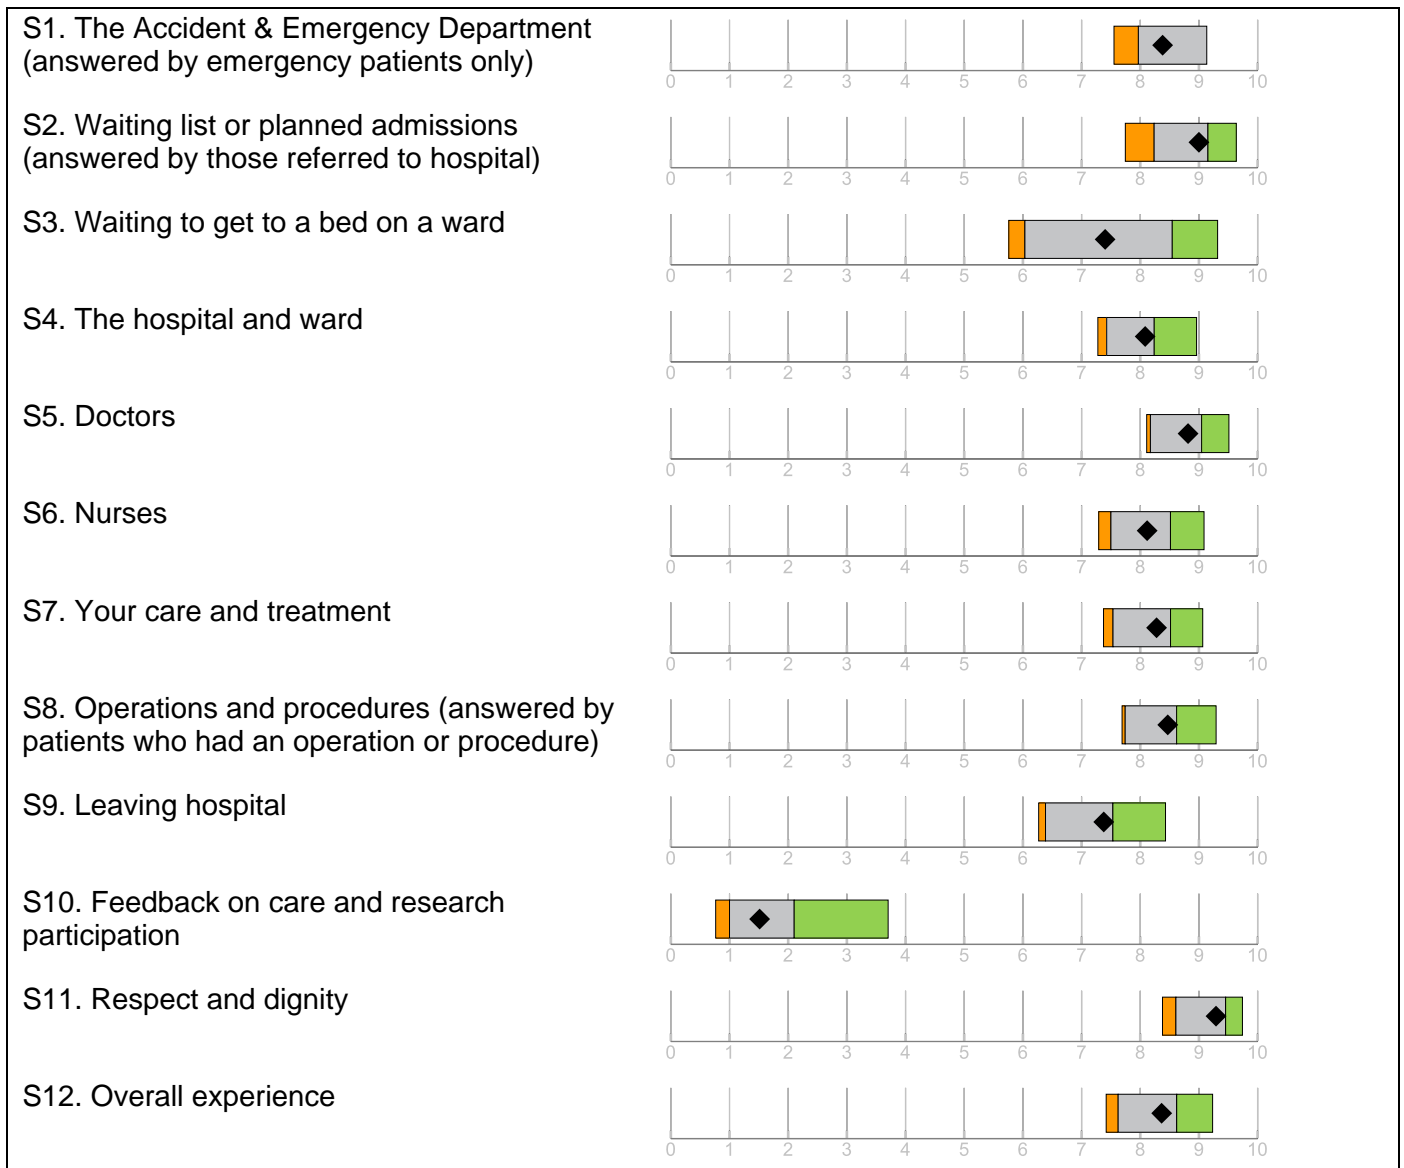 S1. The Accident & Emergency Department
(answered by emergency patients only)
0 1 2 3 4 5 6 7 8 9 10
S2. Waiting list or planned admissions
(answered by those referred to hospital)
0 1 2 3 4 5 6 7 8 9 10
S3. Waiting to get to a bed on a ward
0 1 2 3 4 5 6 7 8 9 10
S4. The hospital and ward
0 1 2 3 4 5 6 7 8 9 10
S5. Doctors
0 1 2 3 4 5 6 7 8 9 10
S6. Nurses
0 1 2 3 4 5 6 7 8 9 10
S7. Your care and treatment
0 1 2 3 4 5 6 7 8 9 10
S8. Operations and procedures (answered by
patients who had an operation or procedure)
0 1 2 3 4 5 6 7 8 9 10
S9. Leaving hospital
0 1 2 3 4 5 6 7 8 9 10
S10. Feedback on care and research
participation
0 1 2 3 4 5 6 7 8 9 10
S11. Respect and dignity
0 1 2 3 4 5 6 7 8 9 10
S12. Overall experience
0 1 2 3 4 5 6 7 8 9 10